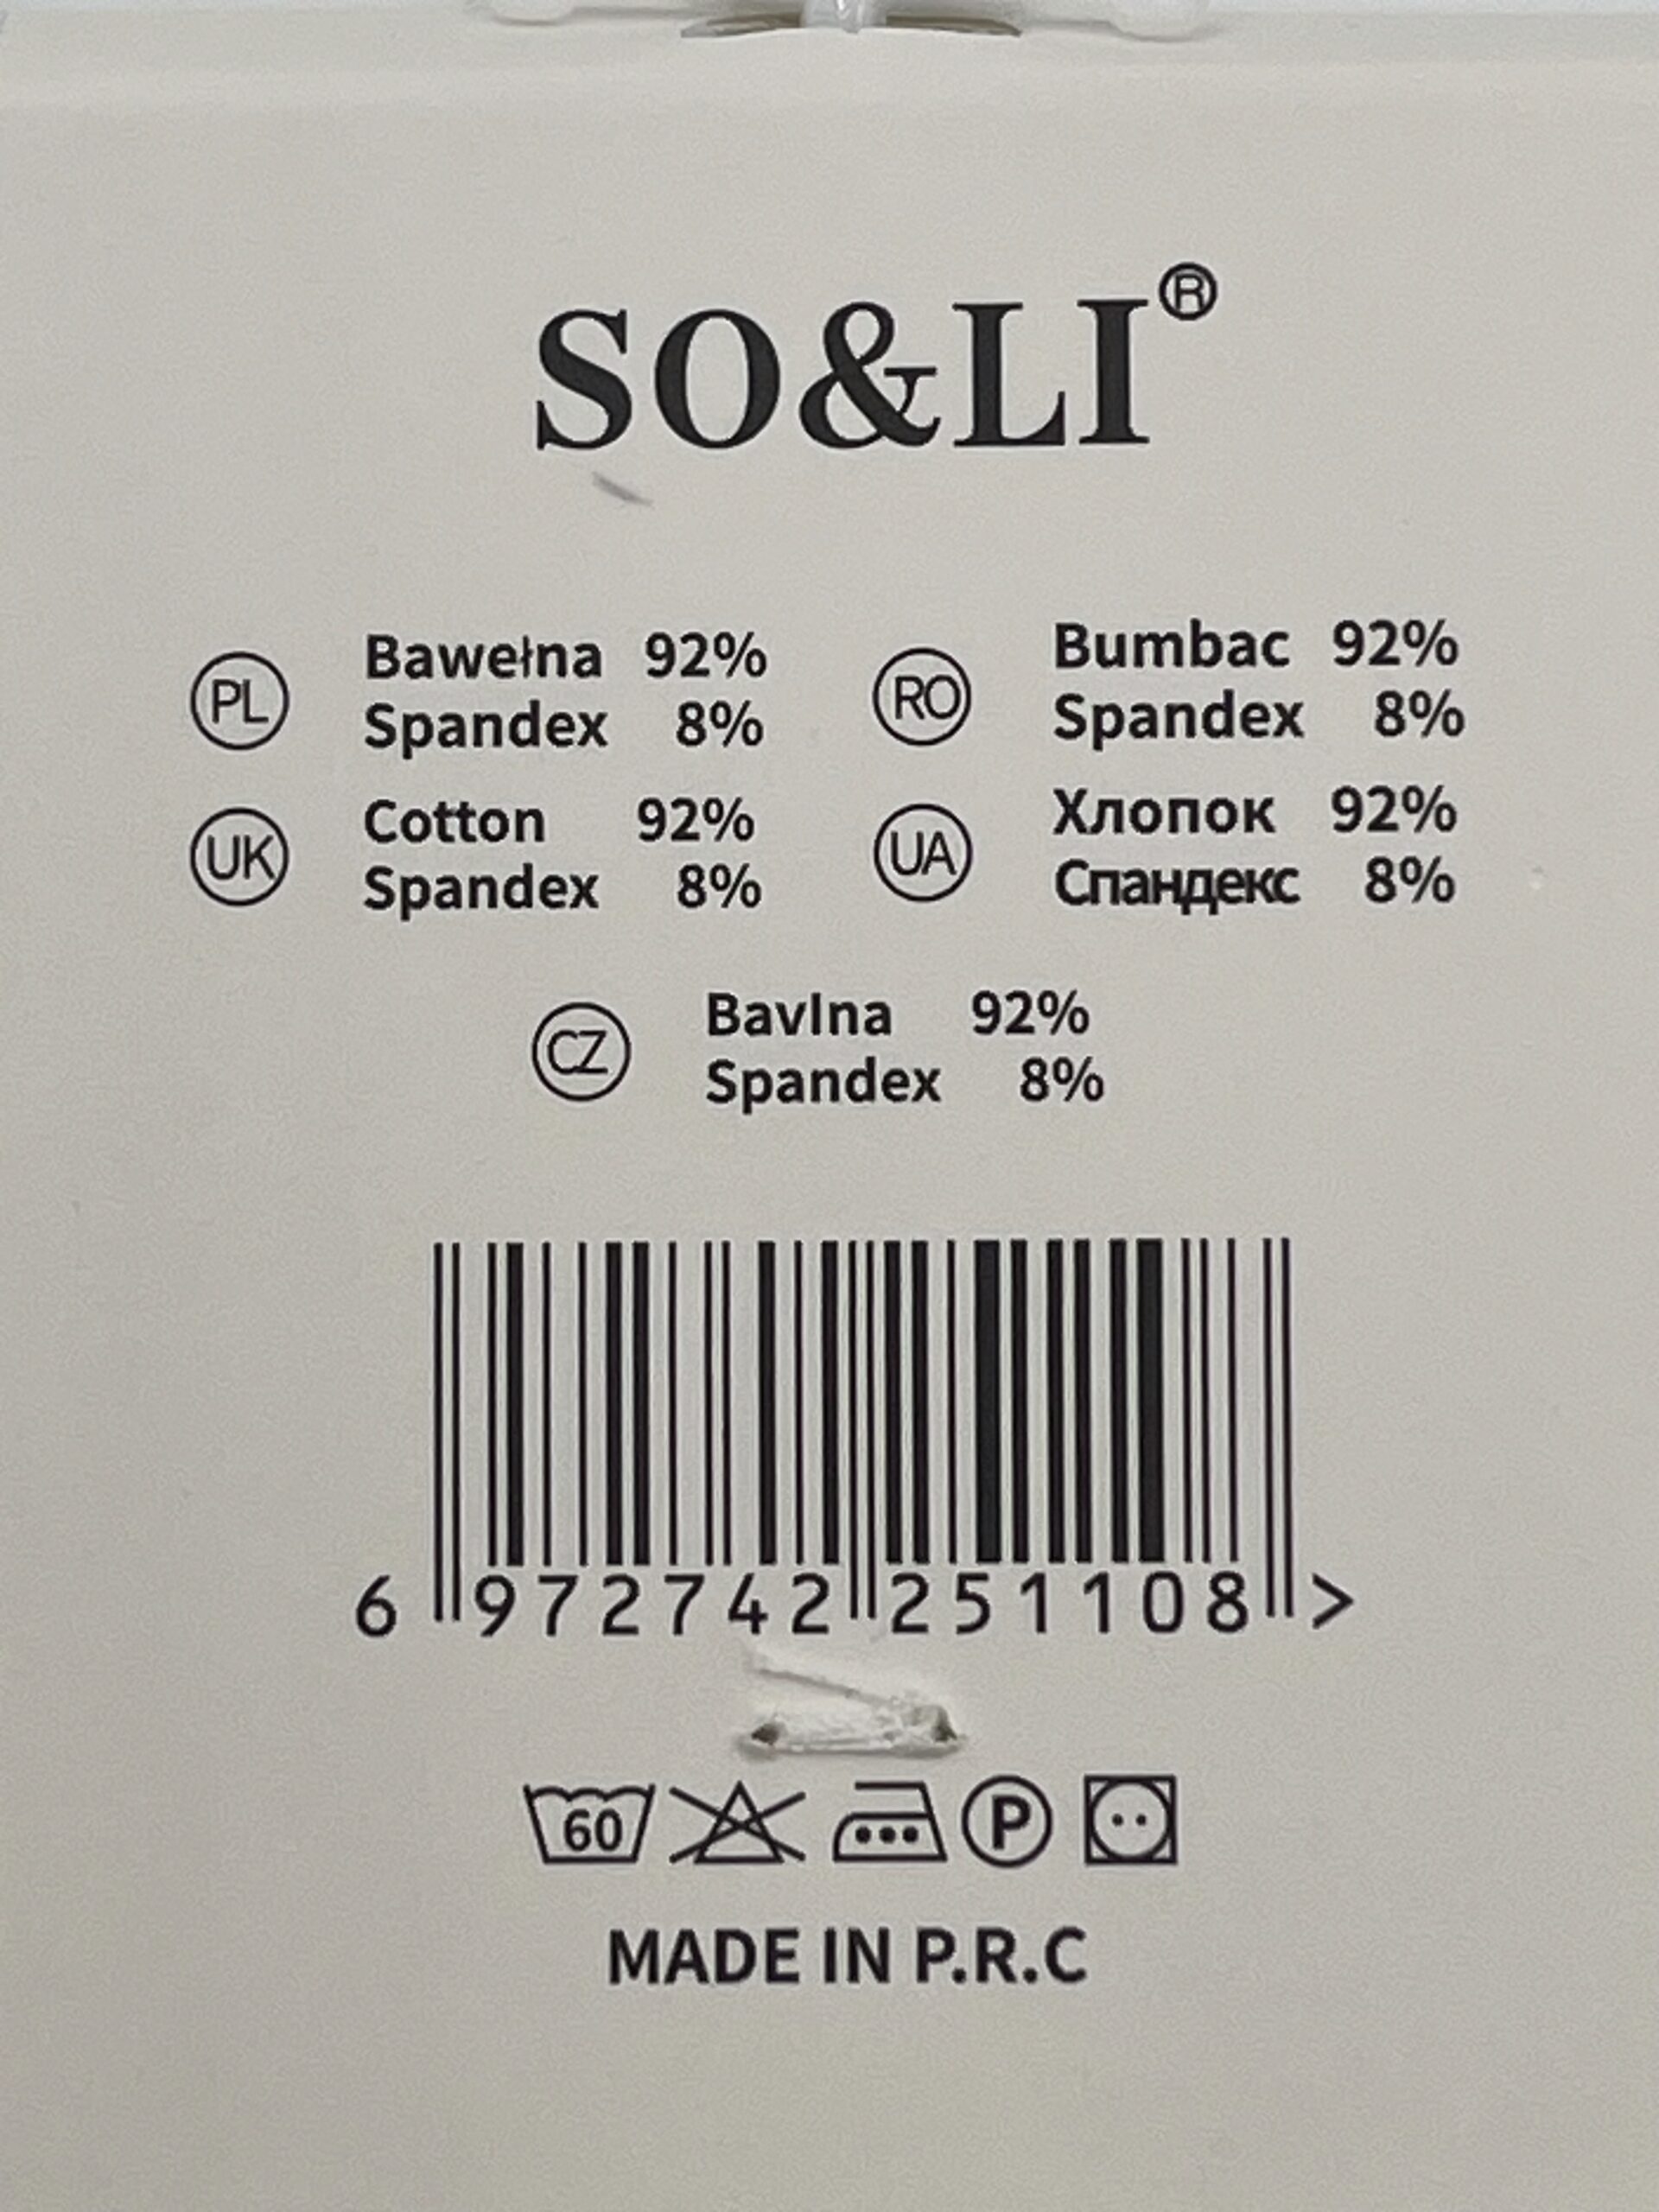 SO&LI®
PL Bawełna 92%
Spandex 8%
RO Bumbac 92%
Spandex 8%
UK Cotton 92%
Spandex 8%
UA Хлопок 92%
Спандекс 8%
CZ Bavlna 92%
Spandex 8%
6 972742 251108 >
60 P
MADE IN P.R.C